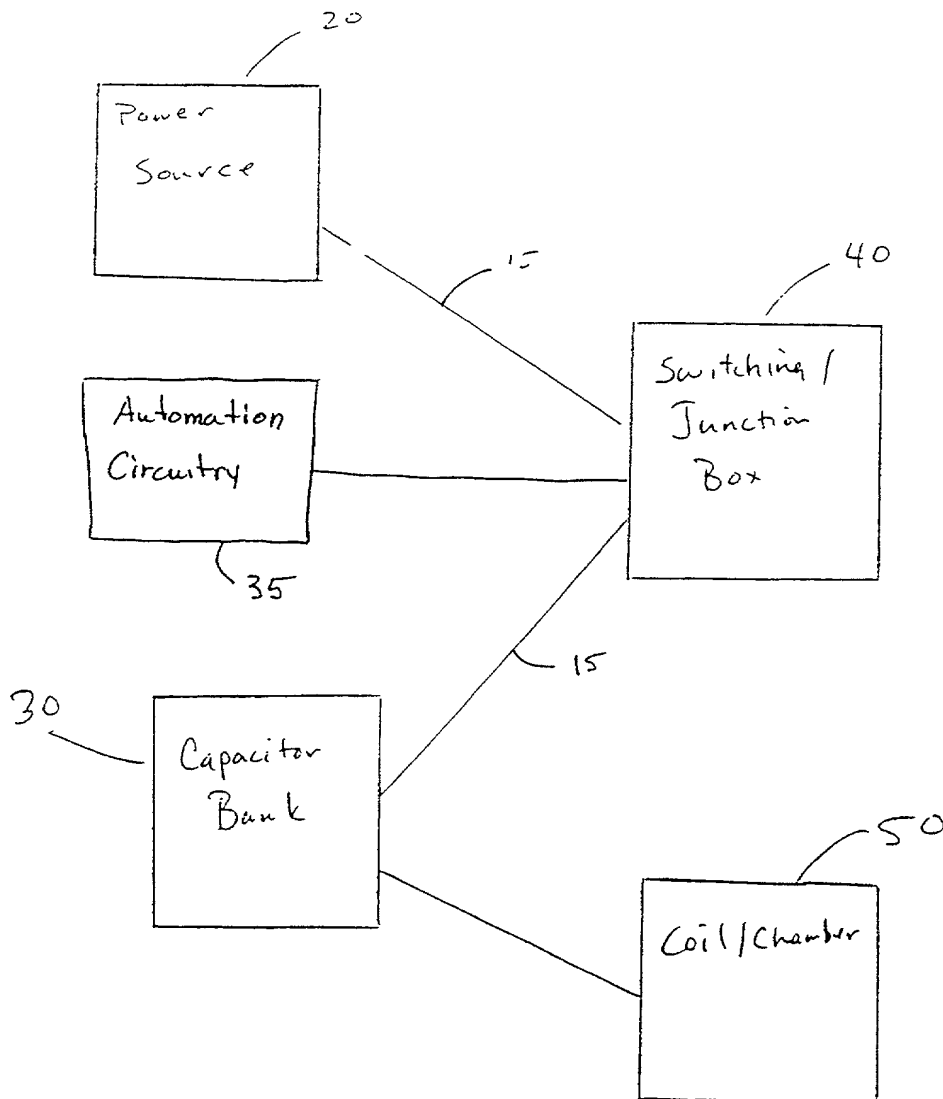 20
Power
Source
15
40
Switching/
Junction
Box
Automation
Circuitry
35
15
30
Capacitor
Bank
50
Coil/Chamber